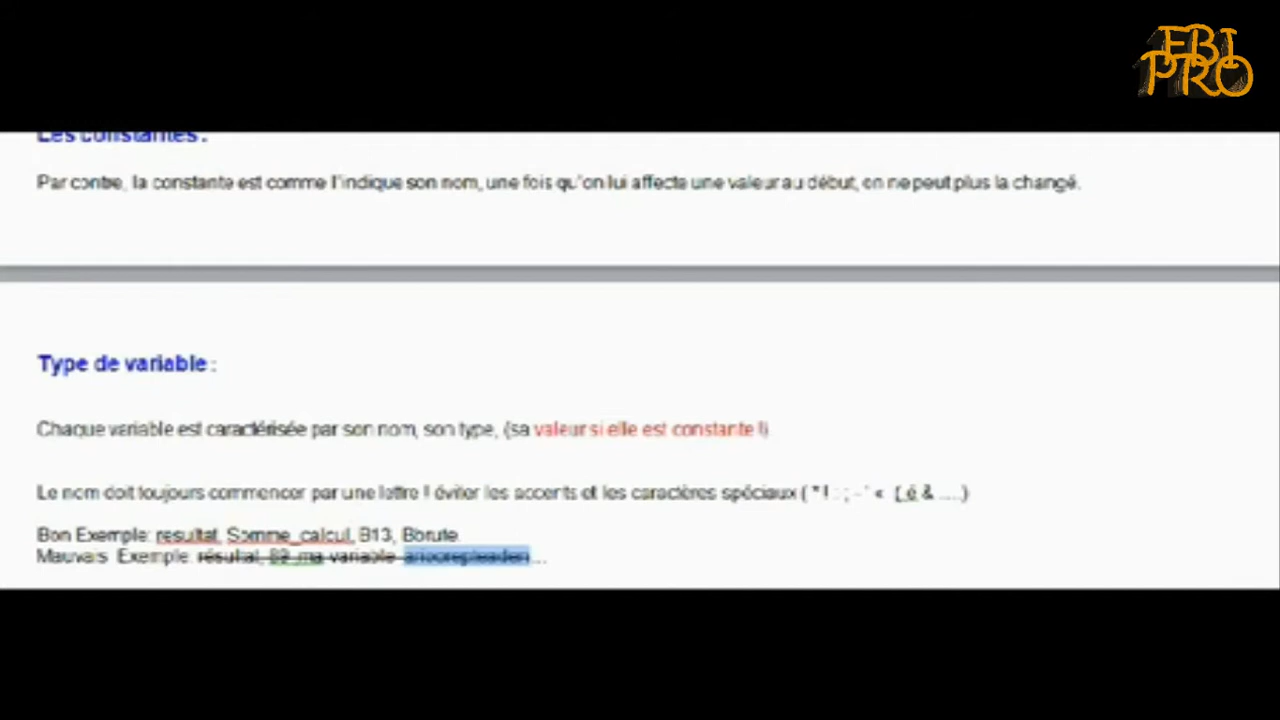 FBI
PRO
Les constantes :
Par contre, la constante est comme l'indique son nom, une fois qu'on lui affecte une valeur au début, on ne peut plus la changé.
Type de variable :
Chaque variable est caractérisée par son nom, son type, (sa valeur si elle est constante !)
Le nom doit toujours commencer par une lettre ! éviter les accents et les caractères spéciaux ( * ! : ; - ' « ( é & ....)
Bon Exemple: resultat, Somme_calcul, B13, Borute
Mauvais Exemple: résultat, 89, ma variable ...